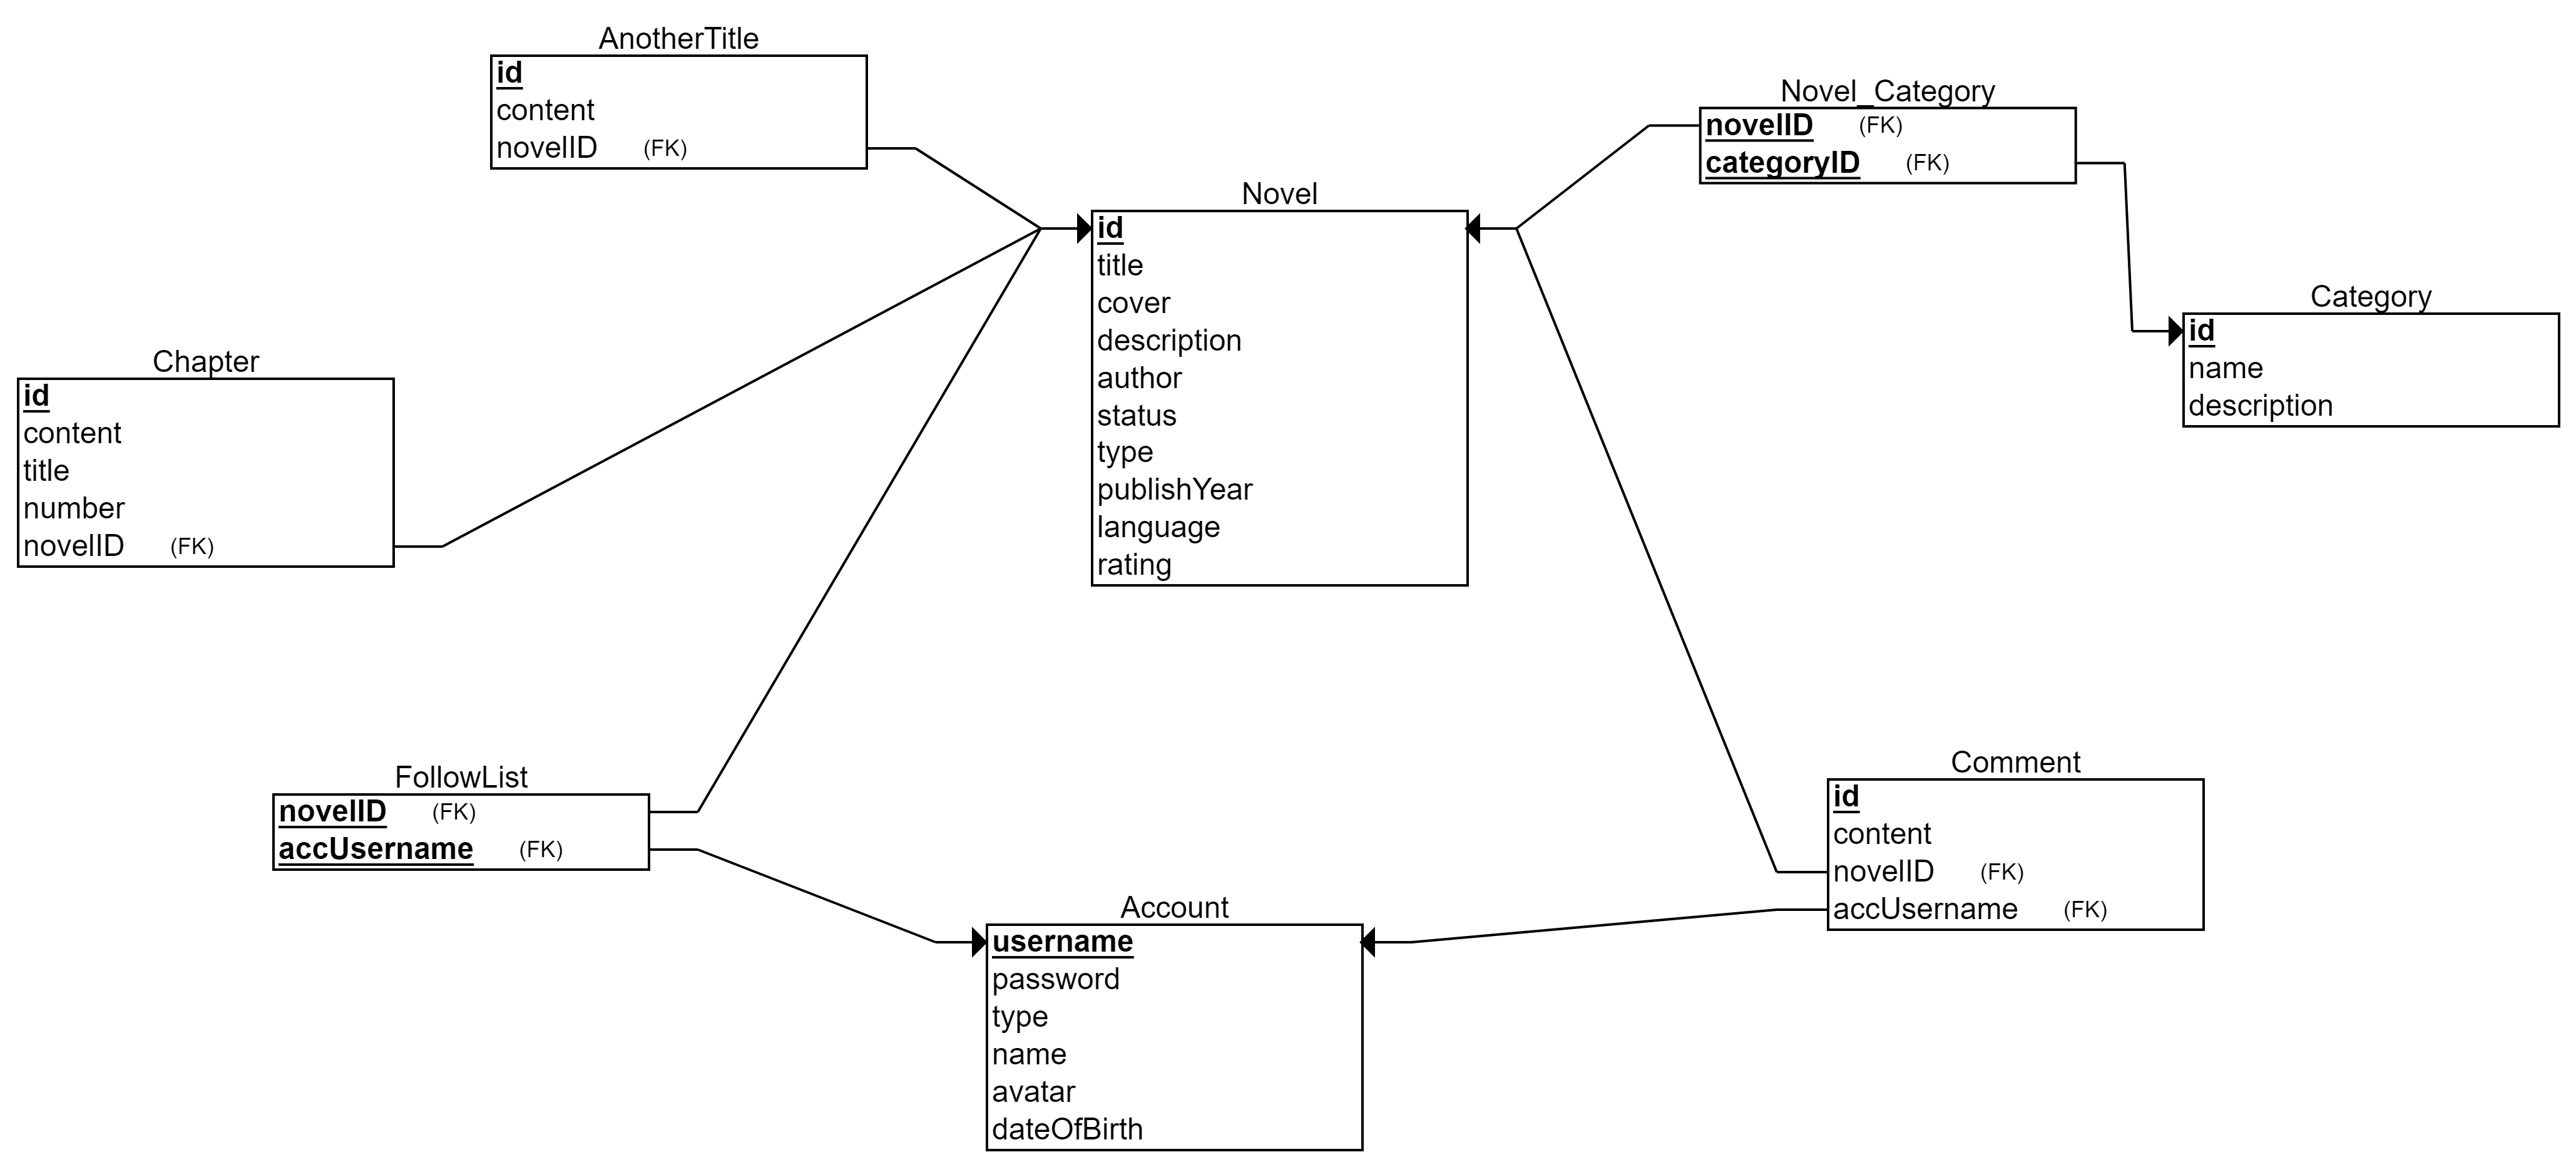 AnotherTitle
id
content
novelID (FK)
Novel_Category
novelID (FK)
categoryID (FK)
Novel
id
title
cover
description
author
status
type
publishYear
language
rating
Category
id
name
description
Chapter
id
content
title
number
novelID (FK)
FollowList
novelID (FK)
accUsername (FK)
Comment
id
content
novelID (FK)
accUsername (FK)
Account
username
password
type
name
avatar
dateOfBirth